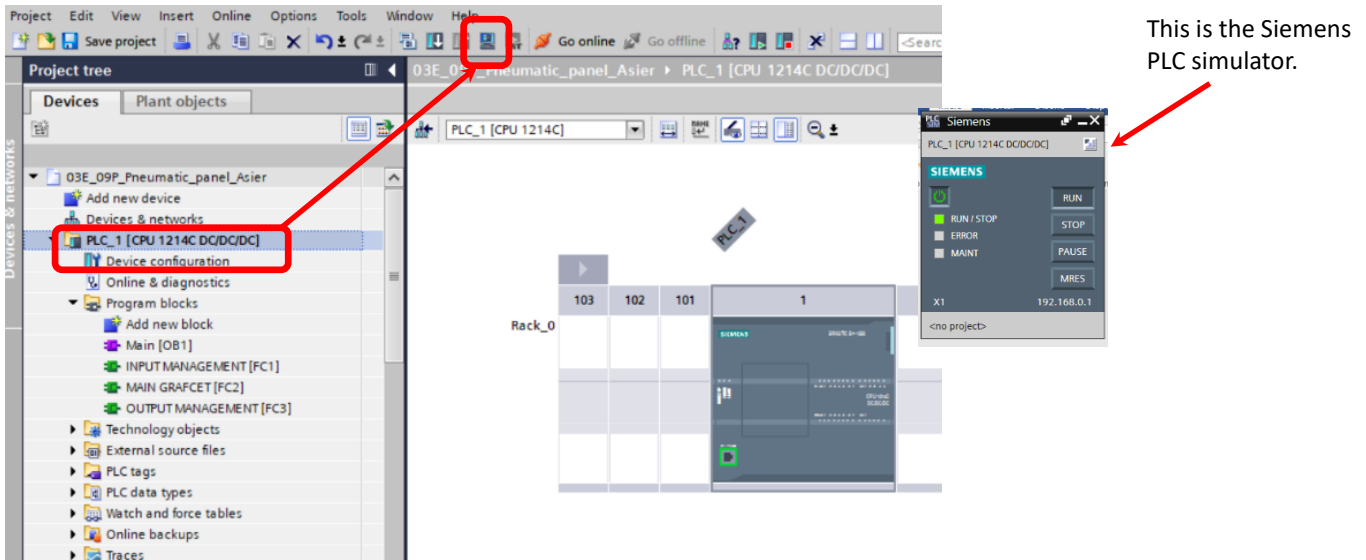 Project Edit View Insert Online Options Tools Window Help
Save project
Go online
Go offline
Project tree
03E_0
Pneumatic_panel_Asier
PLC_1 [CPU 1214C DC/DC/DC]
Devices
Plant objects
PLC_1 [CPU 1214C]
Devices & networks
03E_09P_Pneumatic_panel_Asier
Add new device
Devices & networks
PLC_1 [CPU 1214C DC/DC/DC]
Device configuration
Online & diagnostics
Program blocks
Add new block
Main [OB1]
INPUT MANAGEMENT [FC1]
MAIN GRAFCET [FC2]
OUTPUT MANAGEMENT [FC3]
Technology objects
External source files
PLC tags
PLC data types
Watch and force tables
Online backups
Traces
PLC_1
103 102 101 1
Rack_0
SIEMENS
This is the Siemens
PLC simulator.
Siemens
PLC_1 [CPU 1214C DC/DC/DC]
SIEMENS
RUN
RUN / STOP
STOP
ERROR
MAINT
PAUSE
MRES
X1 192.168.0.1
<no project>